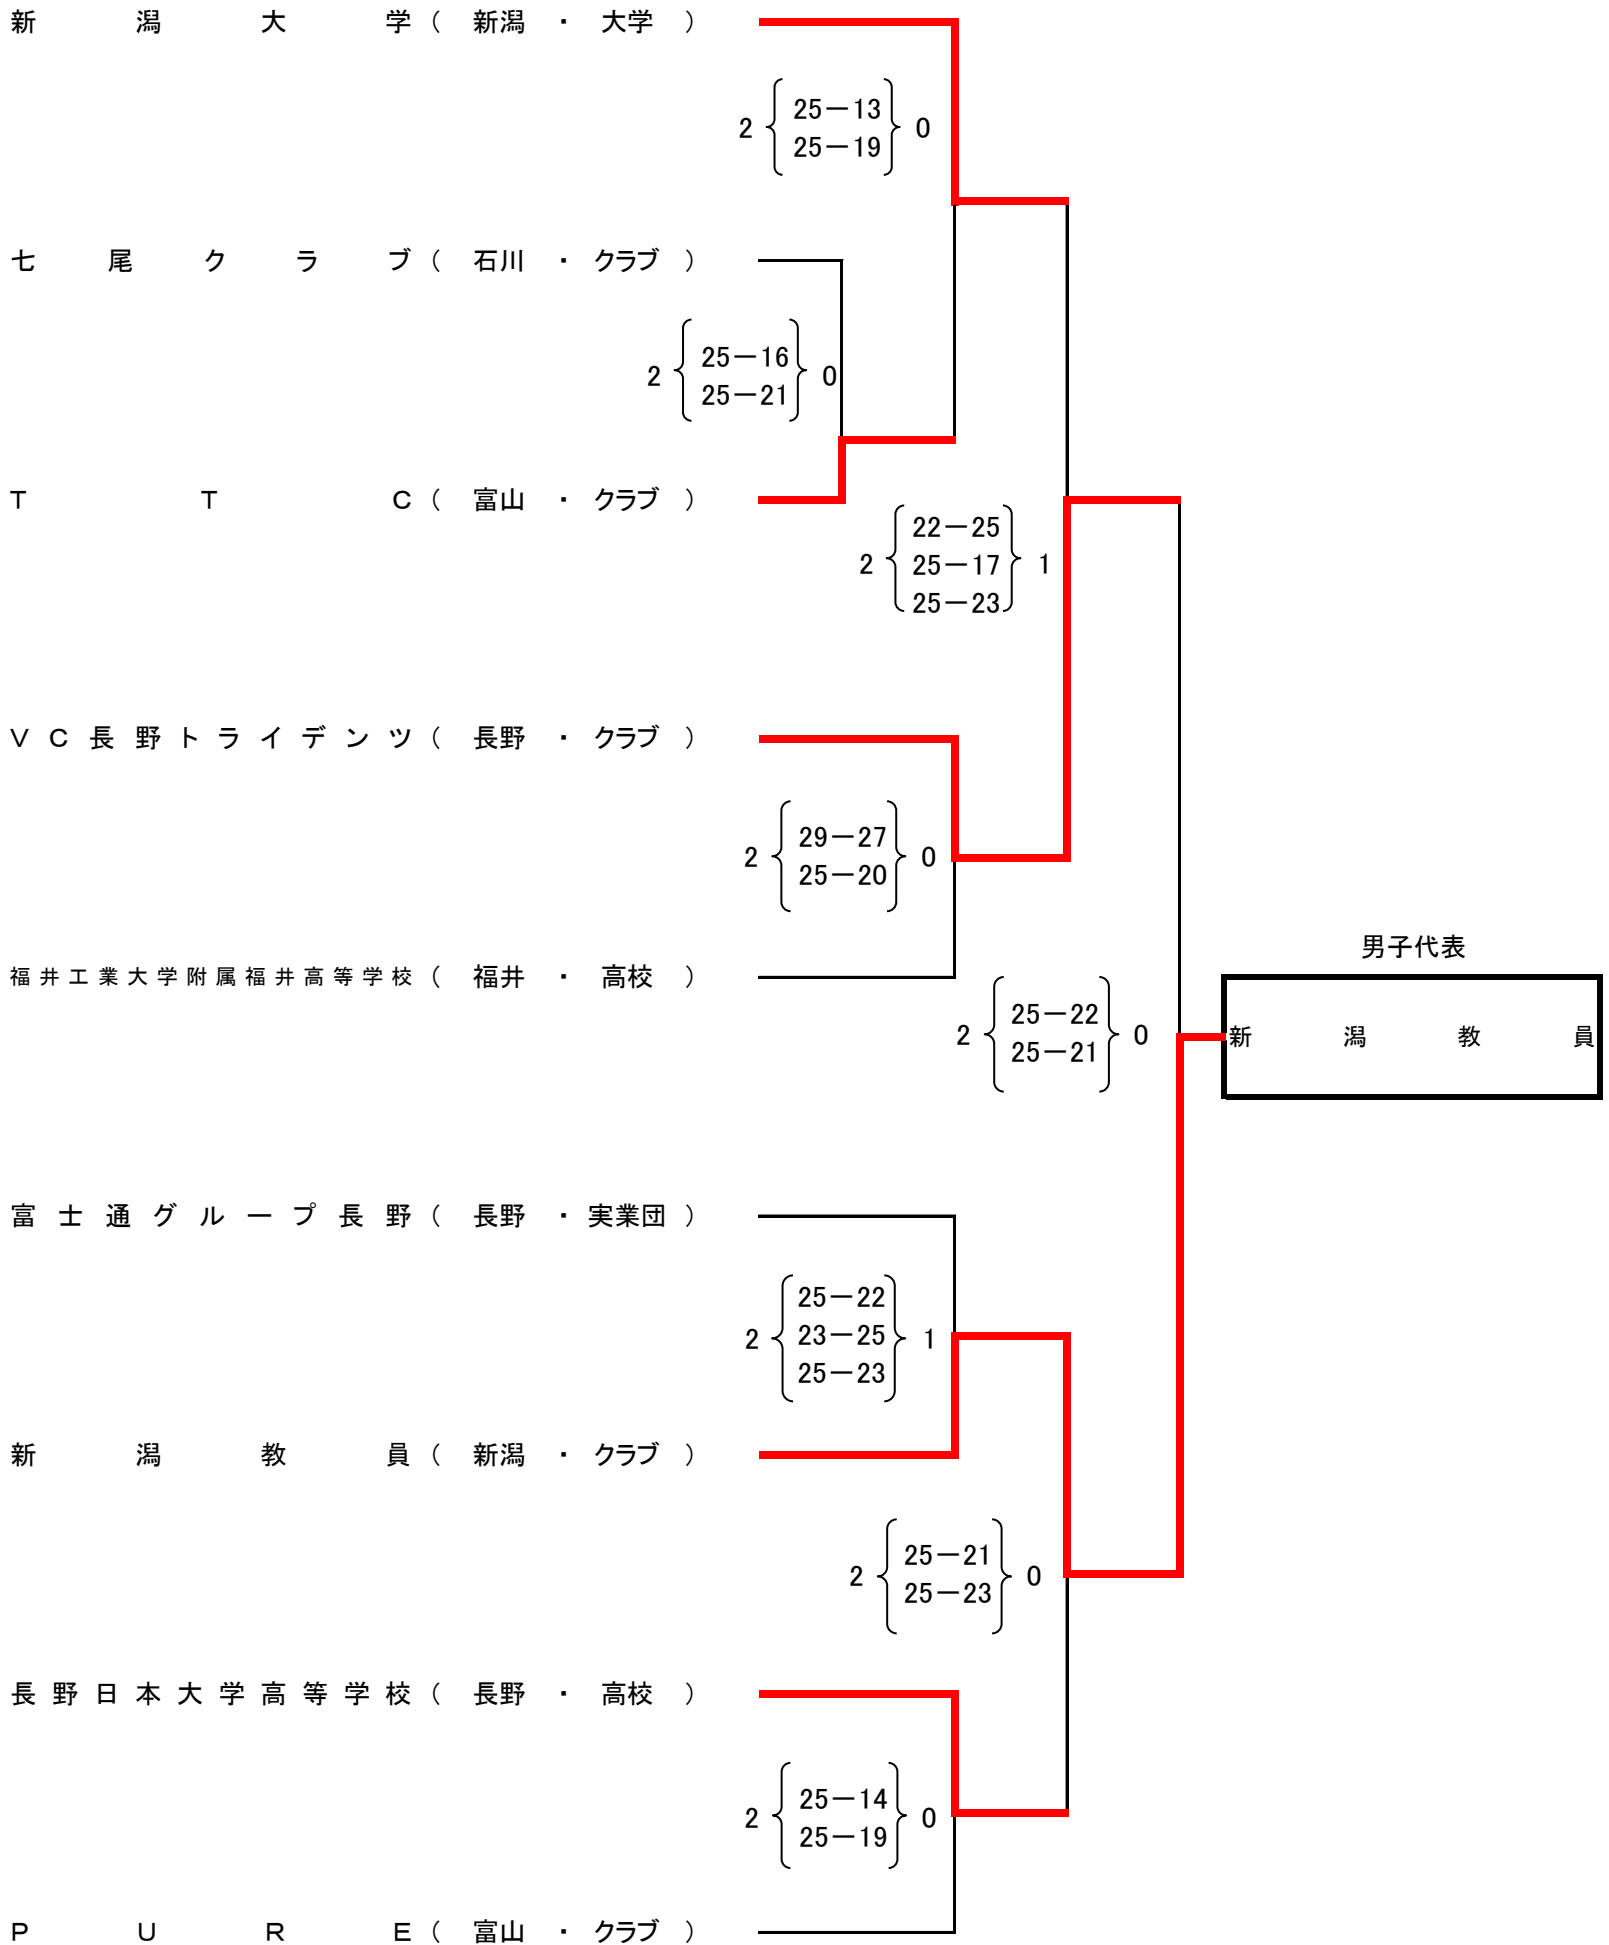 新潟大学（新潟・大学）
2 25－13 0
25－19
七尾クラブ（石川・クラブ）
2 25－16 0
25－21
ＴＴＣ（富山・クラブ）
2 22－25 1
25－17
25－23
ＶＣ長野トライデンツ（長野・クラブ）
2 29－27 0
25－20
福井工業大学附属福井高等学校（福井・高校）
男子代表
新潟教員
2 25－22 0
25－21
富士通グループ長野（長野・実業団）
2 25－22 1
23－25
25－23
新潟教員（新潟・クラブ）
2 25－21 0
25－23
長野日本大学高等学校（長野・高校）
2 25－14 0
25－19
ＰＵＲＥ（富山・クラブ）